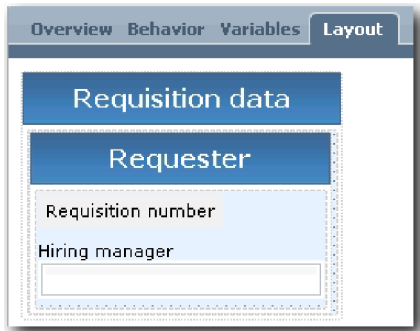 Overview Behavior Variables Layout
Requisition data
Requester
Requisition number
Hiring manager